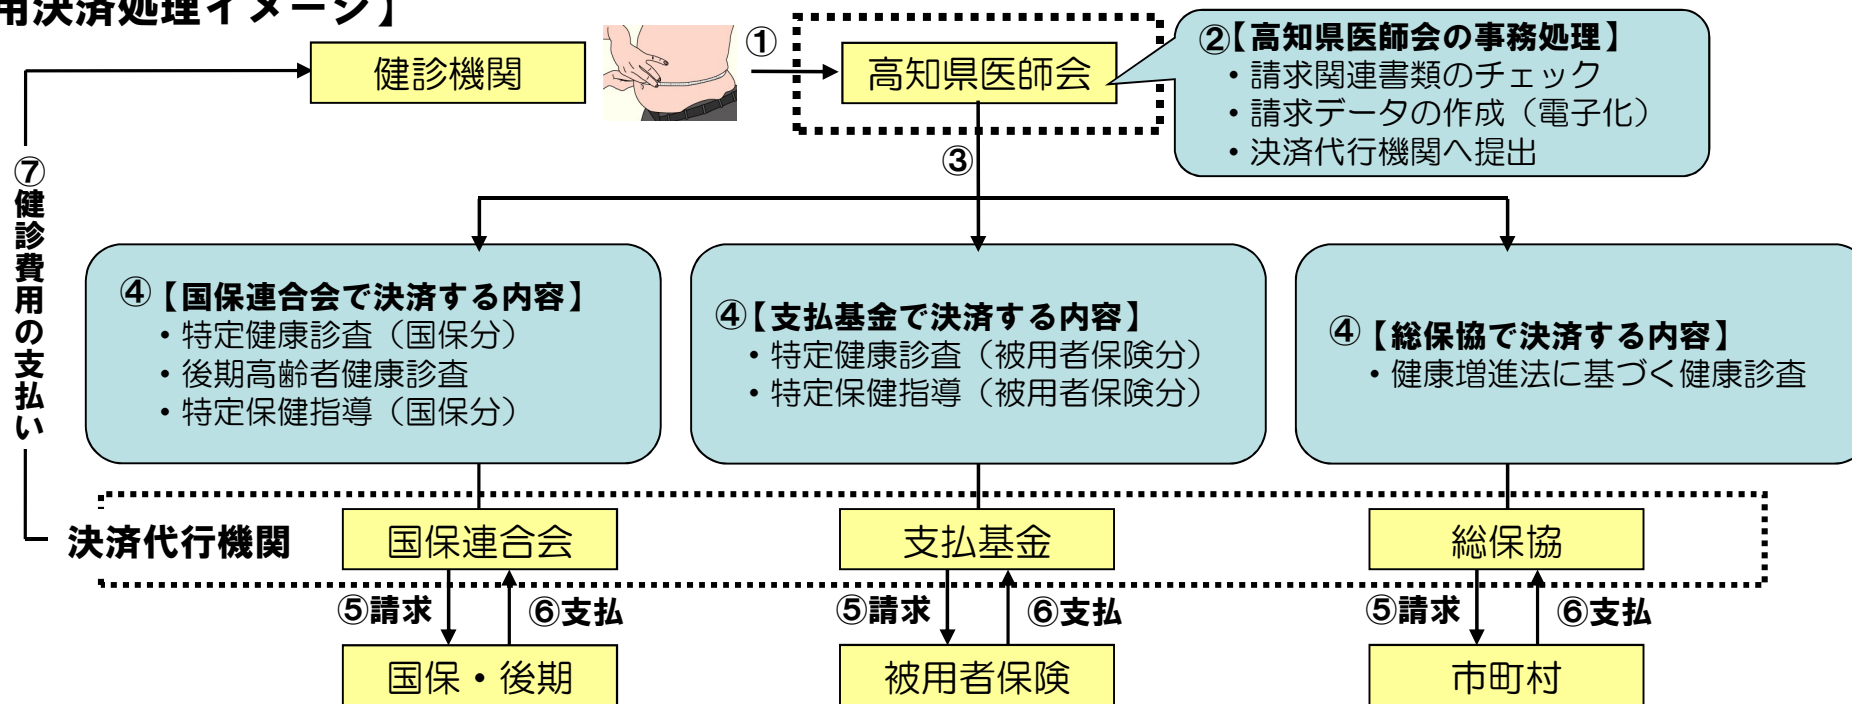 用決済処理イメージ】
健診機関
①
高知県医師会
②【高知県医師会の事務処理】
・請求関連書類のチェック
・請求データの作成（電子化）
・決済代行機関へ提出
③
⑦健診費用の支払い
④【国保連合会で決済する内容】
・特定健康診査（国保分）
・後期高齢者健康診査
・特定保健指導（国保分）
④【支払基金で決済する内容】
・特定健康診査（被用者保険分）
・特定保健指導（被用者保険分）
④【総保協で決済する内容】
・健康増進法に基づく健康診査
決済代行機関
国保連合会
支払基金
総保協
⑤請求
⑥支払
⑤請求
⑥支払
⑤請求
⑥支払
国保・後期
被用者保険
市町村